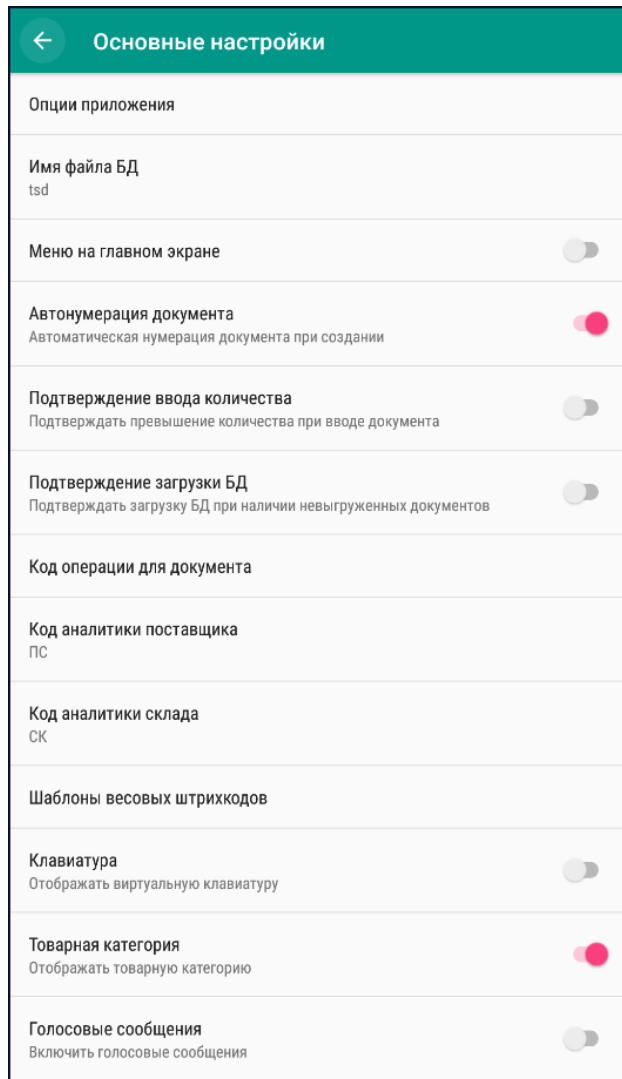 Основные настройки
Опции приложения
Имя файла БД
tsd
Меню на главном экране
Автонумерация документа
Автоматическая нумерация документа при создании
Подтверждение ввода количества
Подтверждать превышение количества при вводе документа
Подтверждение загрузки БД
Подтверждать загрузку БД при наличии невыгруженных документов
Код операции для документа
Код аналитики поставщика
ПС
Код аналитики склада
СК
Шаблоны весовых штрихкодов
Клавиатура
Отображать виртуальную клавиатуру
Товарная категория
Отображать товарную категорию
Голосовые сообщения
Включить голосовые сообщения